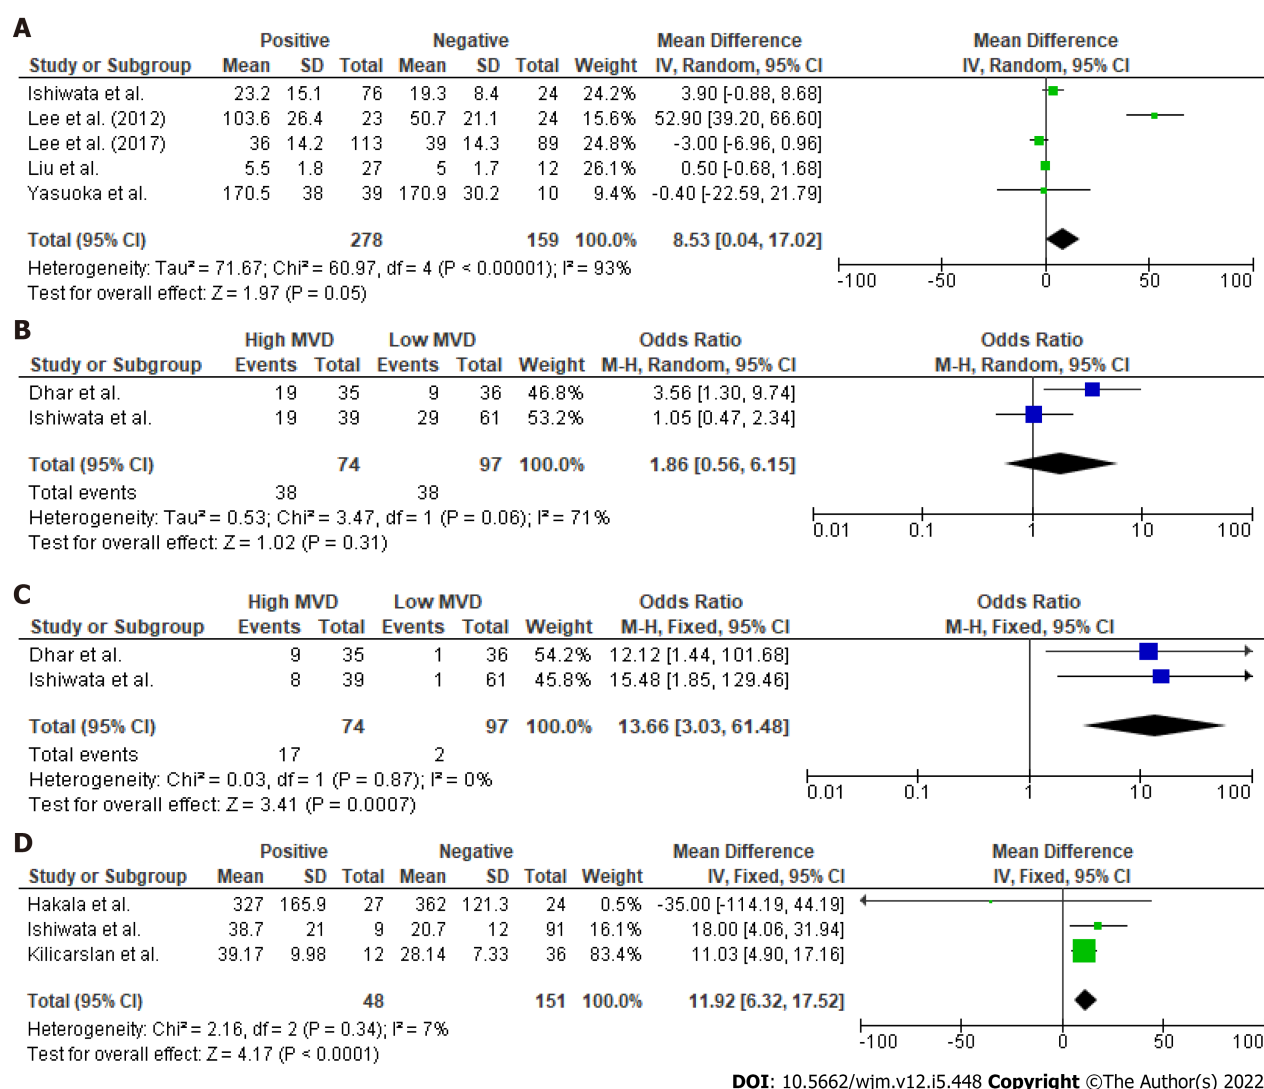 A
Positive Negative Mean Difference Mean Difference
Study or Subgroup Mean SD Total Mean SD Total Weight IV, Random, 95% CI IV, Random, 95% CI
Ishiwata et al. 23.2 15.1 76 19.3 8.4 24 24.2% 3.90 [-0.88, 8.68]
Lee et al. (2012) 103.6 26.4 23 50.7 21.1 24 15.6% 52.90 [39.20, 66.60]
Lee et al. (2017) 36 14.2 113 39 14.3 89 24.8% -3.00 [-6.96, 0.96]
Liu et al. 5.5 1.8 27 5 1.7 12 26.1% 0.50 [-0.68, 1.68]
Yasuoka et al. 170.5 38 39 170.9 30.2 10 9.4% -0.40 [-22.59, 21.79]
Total (95% CI) 278 159 100.0% 8.53 [0.04, 17.02]
Heterogeneity: Tau² = 71.67; Chi² = 60.97, df = 4 (P < 0.00001); I² = 93%
Test for overall effect: Z = 1.97 (P = 0.05)
-100 -50 0 50 100
B
High MVD Low MVD Odds Ratio Odds Ratio
Study or Subgroup Events Total Events Total Weight M-H, Random, 95% CI M-H, Random, 95% CI
Dhar et al. 19 35 9 36 46.8% 3.56 [1.30, 9.74]
Ishiwata et al. 19 39 29 61 53.2% 1.05 [0.47, 2.34]
Total (95% CI) 74 97 100.0% 1.86 [0.56, 6.15]
Total events 38 38
Heterogeneity: Tau² = 0.53; Chi² = 3.47, df = 1 (P = 0.06); I² = 71%
Test for overall effect: Z = 1.02 (P = 0.31)
0.01 0.1 1 10 100
C
High MVD Low MVD Odds Ratio Odds Ratio
Study or Subgroup Events Total Events Total Weight M-H, Fixed, 95% CI M-H, Fixed, 95% CI
Dhar et al. 9 35 1 36 54.2% 12.12 [1.44, 101.68]
Ishiwata et al. 8 39 1 61 45.8% 15.48 [1.85, 129.46]
Total (95% CI) 74 97 100.0% 13.66 [3.03, 61.48]
Total events 17 2
Heterogeneity: Chi² = 0.03, df = 1 (P = 0.87); I² = 0%
Test for overall effect: Z = 3.41 (P = 0.0007)
0.01 0.1 1 10 100
D
Positive Negative Mean Difference Mean Difference
Study or Subgroup Mean SD Total Mean SD Total Weight IV, Fixed, 95% CI IV, Fixed, 95% CI
Hakala et al. 327 165.9 27 362 121.3 24 0.5% -35.00 [-114.19, 44.19]
Ishiwata et al. 38.7 21 9 20.7 12 91 16.1% 18.00 [4.06, 31.94]
Kilicarslan et al. 39.17 9.98 12 28.14 7.33 36 83.4% 11.03 [4.90, 17.16]
Total (95% CI) 48 151 100.0% 11.92 [6.32, 17.52]
Heterogeneity: Chi² = 2.16, df = 2 (P = 0.34); I² = 7%
Test for overall effect: Z = 4.17 (P < 0.0001)
-100 -50 0 50 100
DOI: 10.5662/wjm.v12.i5.448 Copyright ©The Author(s) 2022